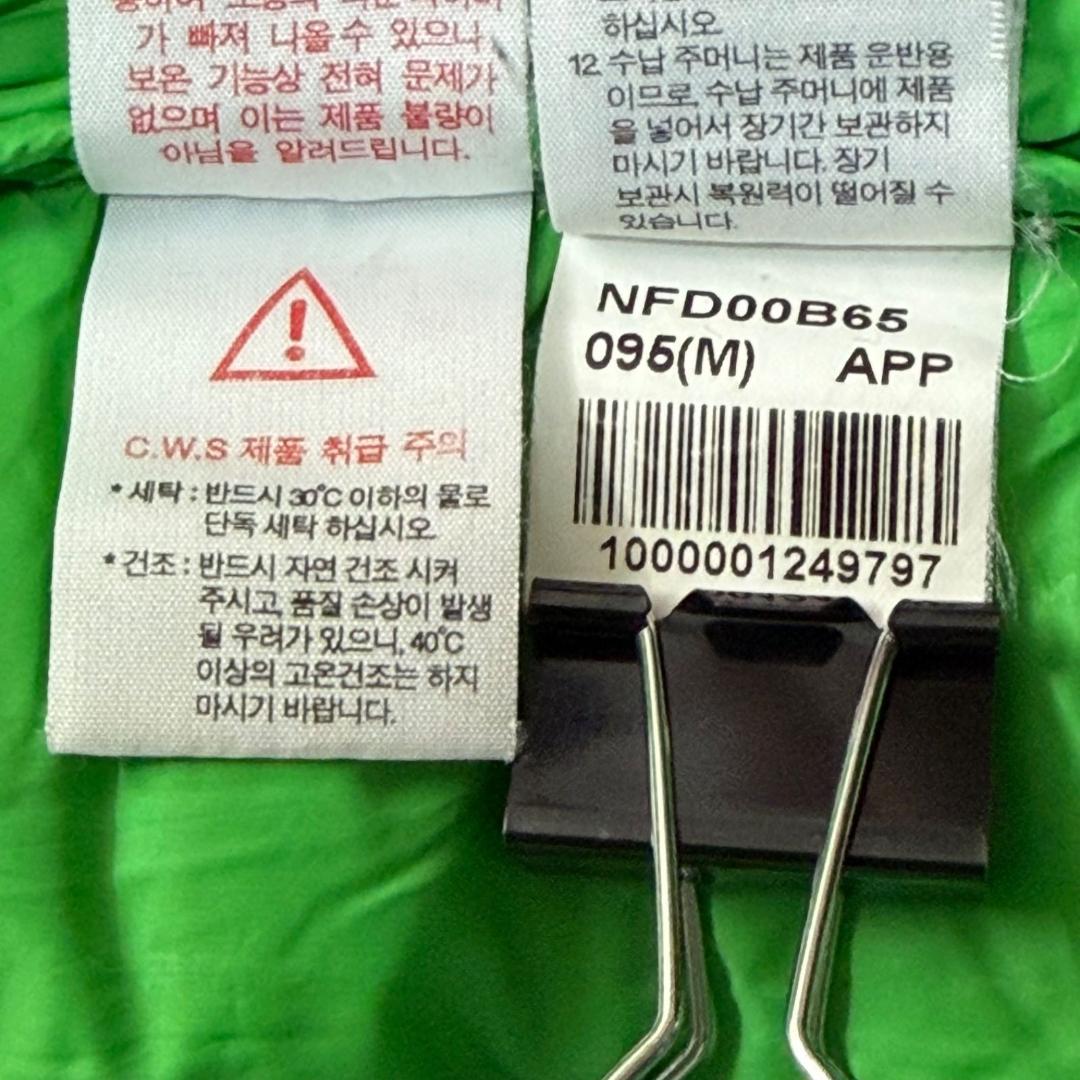 가 빠져 나올 수 있으나
보온 기능상 전혀 문제가
없으며 이는 제품 불량이
아님을 알려드립니다.
C.W.S 제품 취급 주의
* 세탁 : 반드시 30℃ 이하의 물로
단독 세탁 하십시오.
* 건조 : 반드시 자연 건조 시켜
주시고, 품질 손상이 발생
될 우려가 있으니, 40℃
이상의 고온건조는 하지
마시기 바랍니다.
하십시오.
12 수납 주머니는 제품 운반용
이므로, 수납 주머니에 제품
을 넣어서 장기간 보관하지
마시기 바랍니다. 장기
보관시 복원력이 떨어질 수
있습니다.
NFD00B65
095(M) APP
1000001249797